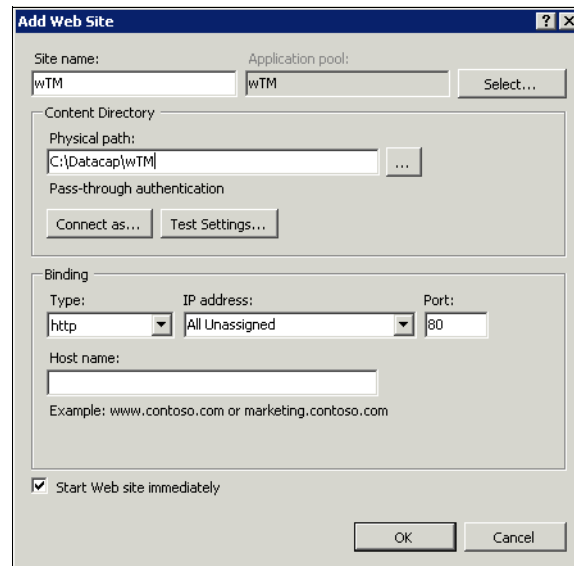 Add Web Site
Site name:
Application pool:
wTM
wTM
Select...
Content Directory
Physical path:
C:\Datacap\wTM
...
Pass-through authentication
Connect as...
Test Settings...
Binding
Type:
IP address:
Port:
http
All Unassigned
80
Host name:
Example: www.contoso.com or marketing.contoso.com
Start Web site immediately
OK
Cancel